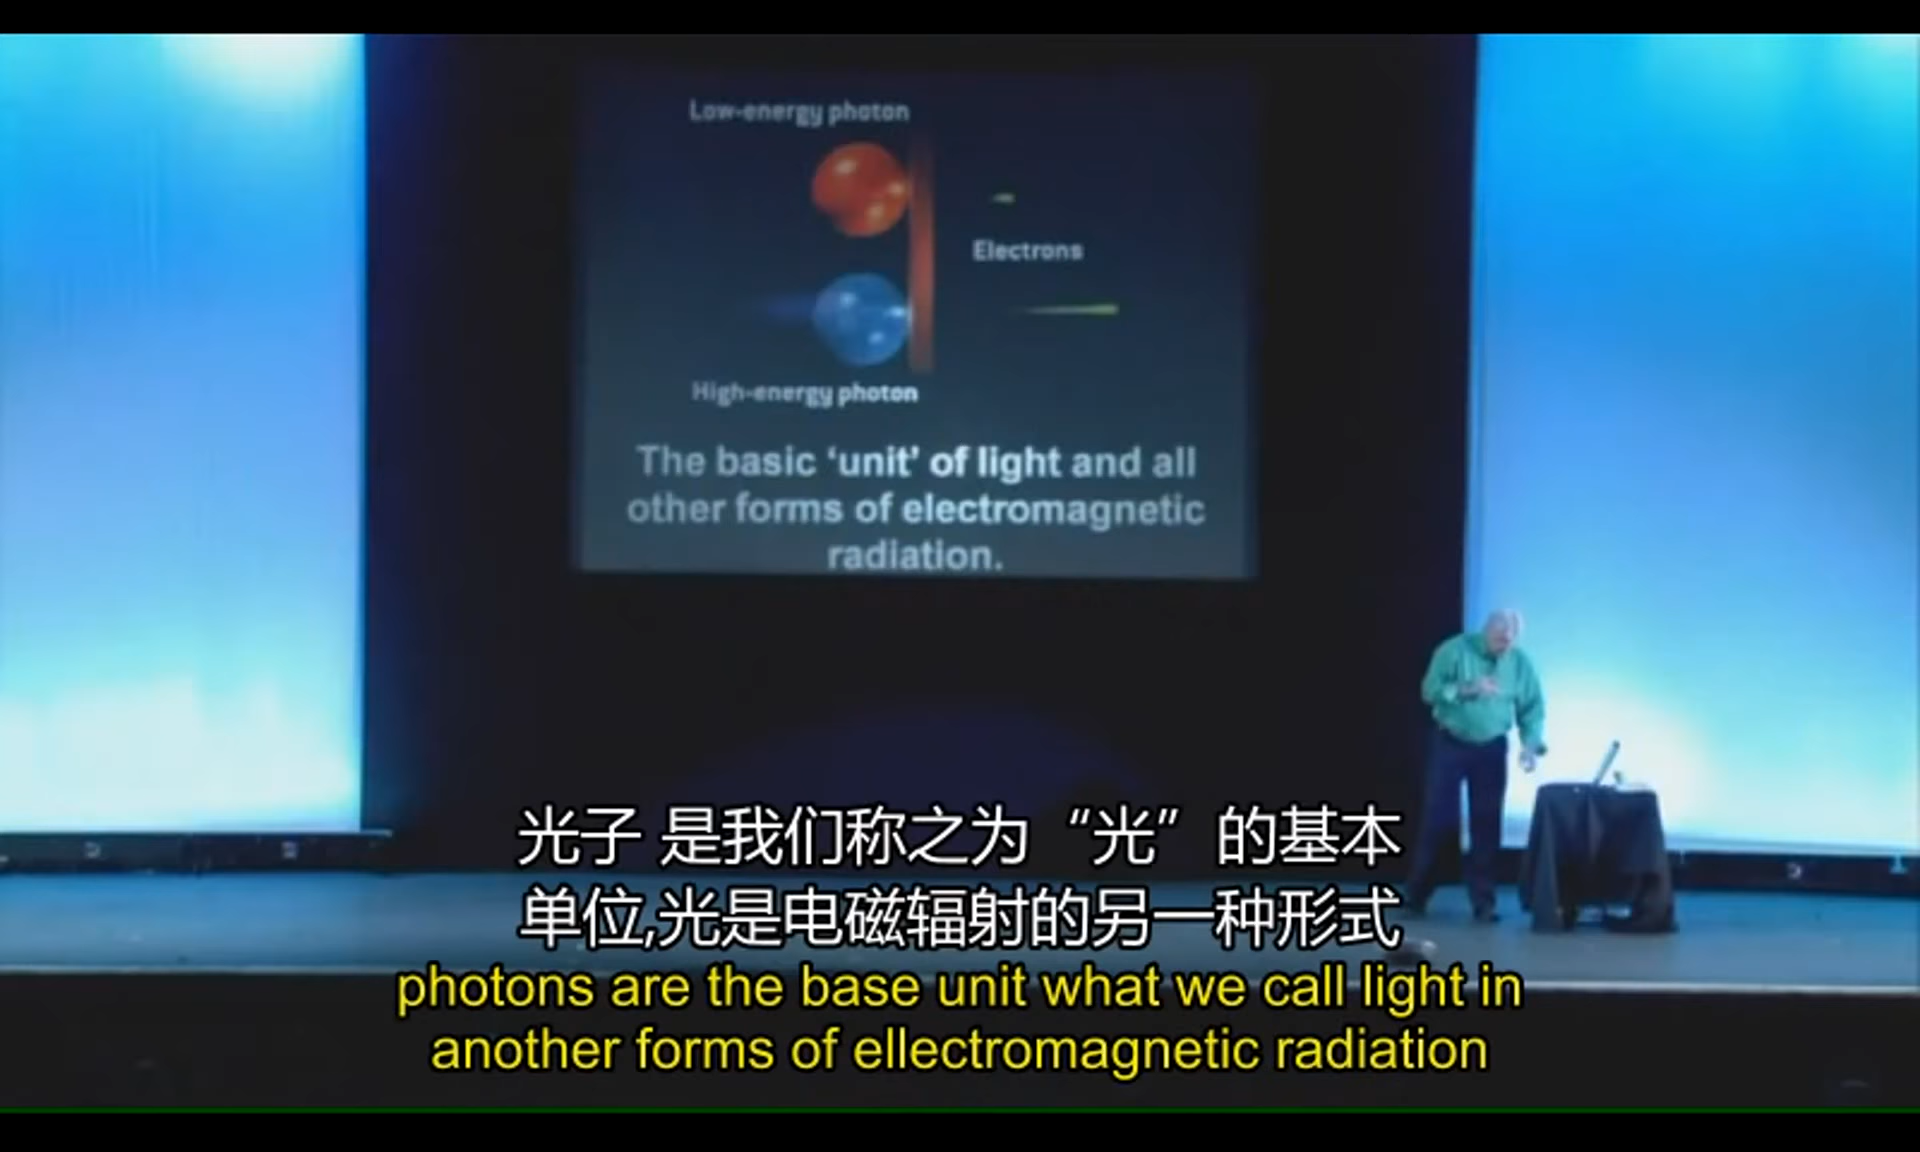 Low-energy photon
Electrons
High-energy photon
The basic ‘unit’ of light and all
other forms of electromagnetic
radiation.
光子 是我们称之为“光”的基本
单位,光是电磁辐射的另一种形式
photons are the base unit what we call light in
another forms of ellectromagnetic radiation